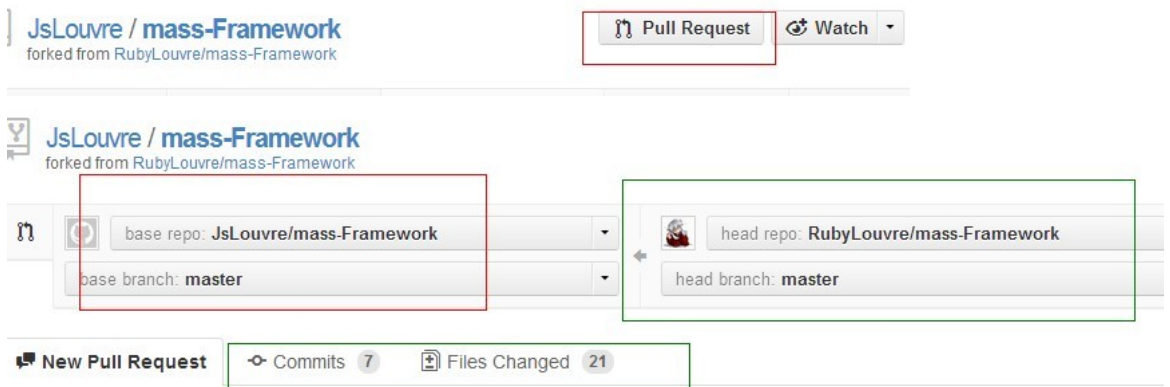 JsLouvre / mass-Framework
forked from RubyLouvre/mass-Framework
Pull Request
Watch
JsLouvre / mass-Framework
forked from RubyLouvre/mass-Framework
base repo: JsLouvre/mass-Framework
head repo: RubyLouvre/mass-Framework
base branch: master
head branch: master
New Pull Request
Commits 7
Files Changed 21